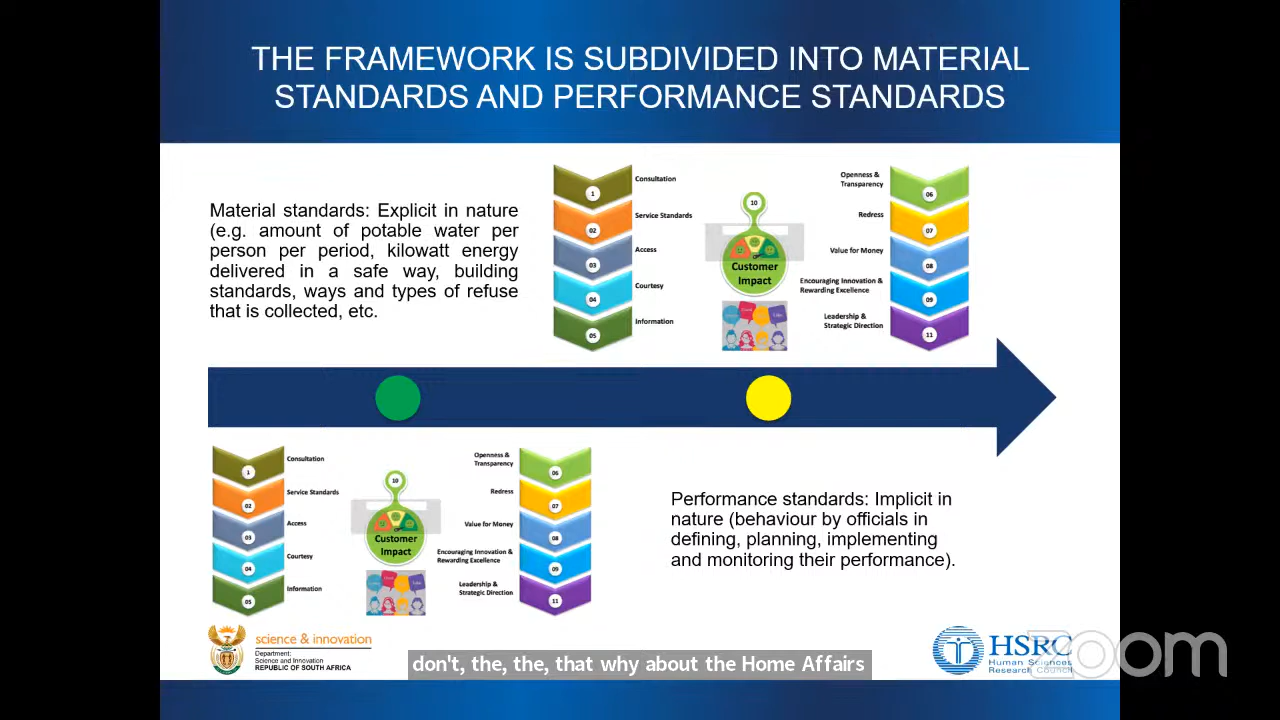 THE FRAMEWORK IS SUBDIVIDED INTO MATERIAL
STANDARDS AND PERFORMANCE STANDARDS
Material standards: Explicit in nature
(e.g. amount of potable water per
person per period, kilowatt energy
delivered in a safe way, building
standards, ways and types of refuse
that is collected, etc.
1
Consultation
02
Service Standards
03
Access
04
Courtesy
05
Information
10
Customer
Impact
Openness &
Transparency
06
Redress
07
Value for Money
08
Encouraging Innovation &
Rewarding Excellence
09
Leadership &
Strategic Direction
11
1
Consultation
02
Service Standards
03
Access
04
Courtesy
05
Information
10
Customer
Impact
Openness &
Transparency
06
Redress
07
Value for Money
08
Encouraging Innovation &
Rewarding Excellence
09
Leadership &
Strategic Direction
11
Performance standards: Implicit in
nature (behaviour by officials in
defining, planning, implementing
and monitoring their performance).
science & innovation
Department:
Science and Innovation
REPUBLIC OF SOUTH AFRICA
don't, the, the, that why about the Home Affairs
HSRC
Human Sciences
Research Council
zoom